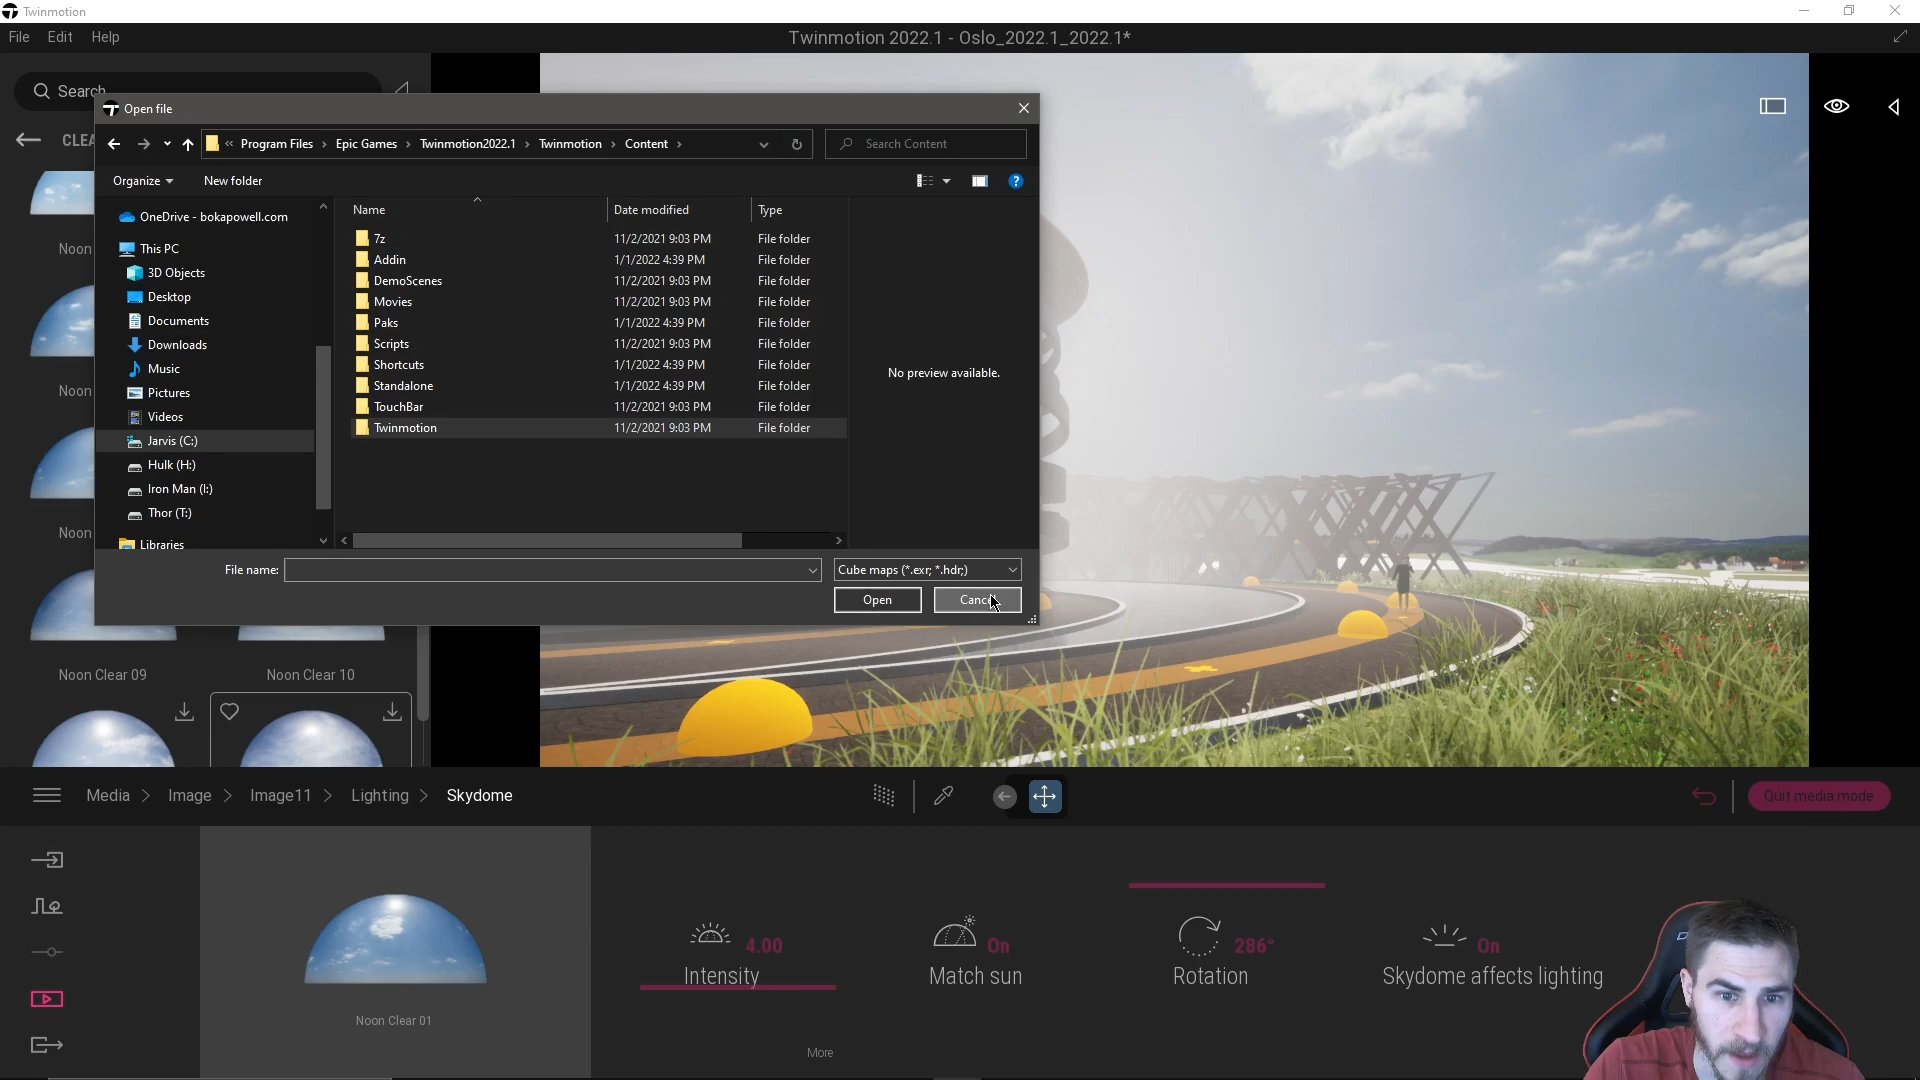 Twinmotion
File Edit Help
Twinmotion 2022.1 - Oslo_2022.1_2022.1*
Search
Open file
CLEA
« Program Files › Epic Games › Twinmotion2022.1 › Twinmotion › Content ›
Search Content
Organize New folder
OneDrive - bokapowell.com
This PC
3D Objects
Desktop
Documents
Downloads
Music
Pictures
Videos
Jarvis (C:)
Hulk (H:)
Iron Man (I:)
Thor (T:)
Libraries
Name Date modified Type
7z 11/2/2021 9:03 PM File folder
Addin 1/1/2022 4:39 PM File folder
DemoScenes 11/2/2021 9:03 PM File folder
Movies 11/2/2021 9:03 PM File folder
Paks 1/1/2022 4:39 PM File folder
Scripts 11/2/2021 9:03 PM File folder
Shortcuts 1/1/2022 4:39 PM File folder
Standalone 1/1/2022 4:39 PM File folder
TouchBar 11/2/2021 9:03 PM File folder
Twinmotion 11/2/2021 9:03 PM File folder
No preview available.
File name:
Cube maps (*.exr; *.hdr;)
Open Cancel
Noon
Noon
Noon
Noon Clear 09 Noon Clear 10
Media > Image > Image11 > Lighting > Skydome
Quit media mode
Noon Clear 01
4.00
Intensity
On
Match sun
286°
Rotation
On
Skydome affects lighting
More